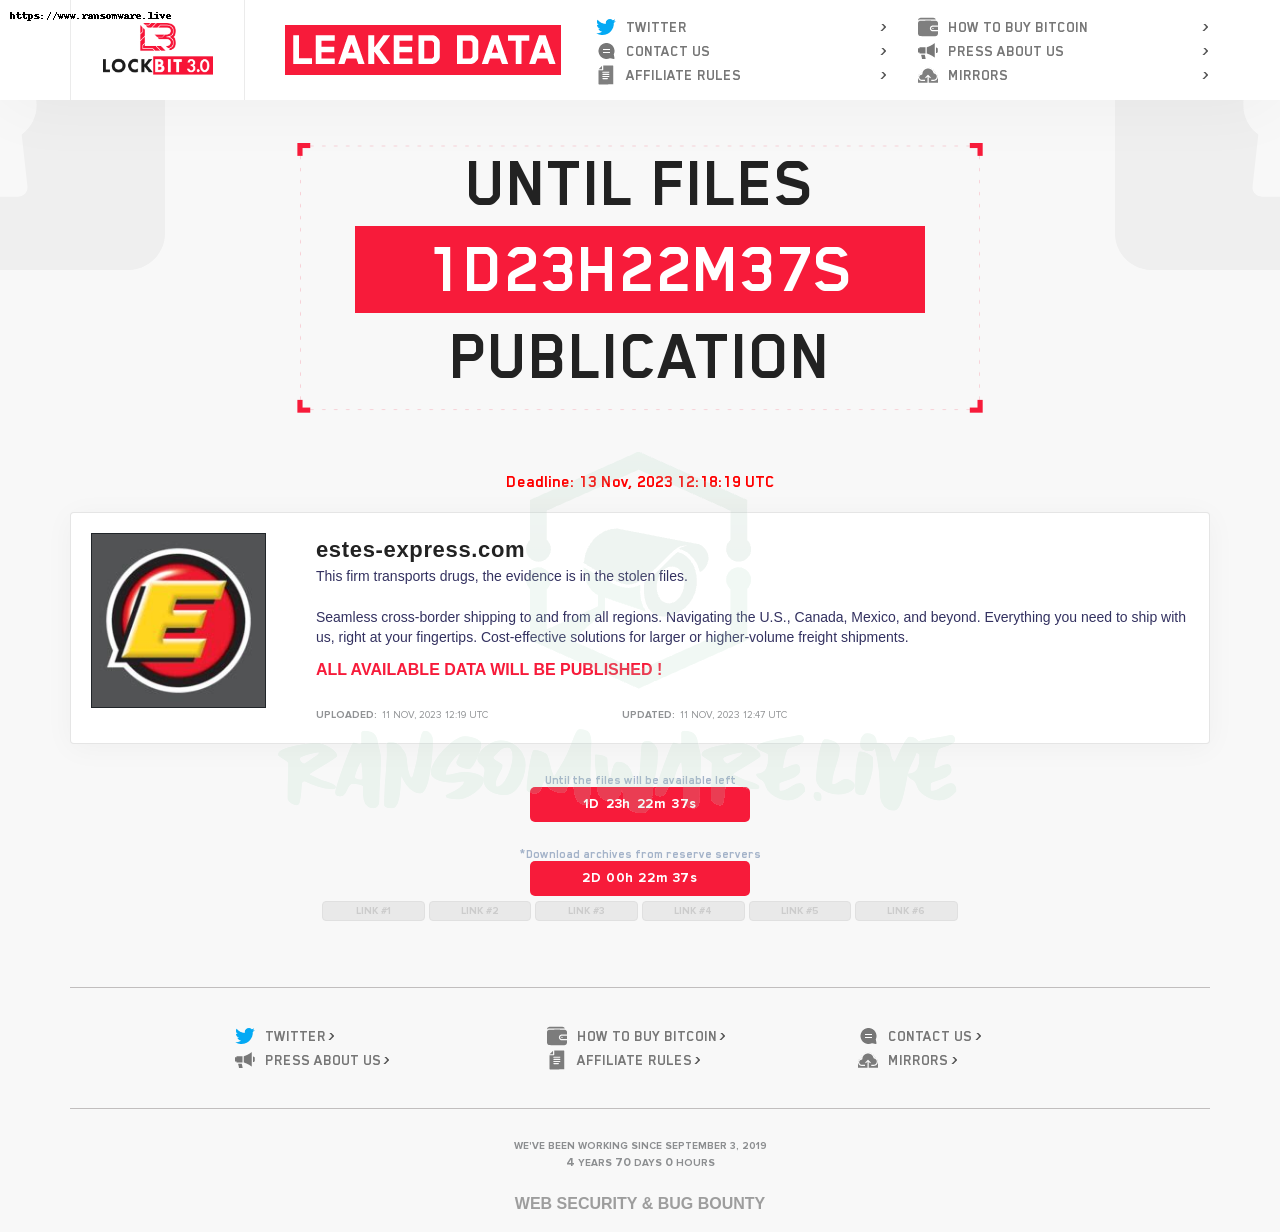 https://www.ransomware.live
LOCKBIT 3.0
LEAKED DATA
TWITTER >
CONTACT US >
AFFILIATE RULES >
HOW TO BUY BITCOIN >
PRESS ABOUT US >
MIRRORS >
UNTIL FILES
1D23H22M37S
PUBLICATION
Deadline: 13 Nov, 2023 12:18:19 UTC
E
estes-express.com
This firm transports drugs, the evidence is in the stolen files.
Seamless cross-border shipping to and from all regions. Navigating the U.S., Canada, Mexico, and beyond. Everything you need to ship with
us, right at your fingertips. Cost-effective solutions for larger or higher-volume freight shipments.
ALL AVAILABLE DATA WILL BE PUBLISHED !
UPLOADED: 11 NOV, 2023 12:19 UTC UPDATED: 11 NOV, 2023 12:47 UTC
RANSOMWARE.LIVE
Until the files will be available left
1D 23h 22m 37s
*Download archives from reserve servers
2D 00h 22m 37s
LINK #1 LINK #2 LINK #3 LINK #4 LINK #5 LINK #6
TWITTER > HOW TO BUY BITCOIN > CONTACT US >
PRESS ABOUT US > AFFILIATE RULES > MIRRORS >
WE'VE BEEN WORKING SINCE SEPTEMBER 3, 2019
4 YEARS 70 DAYS 0 HOURS
WEB SECURITY & BUG BOUNTY